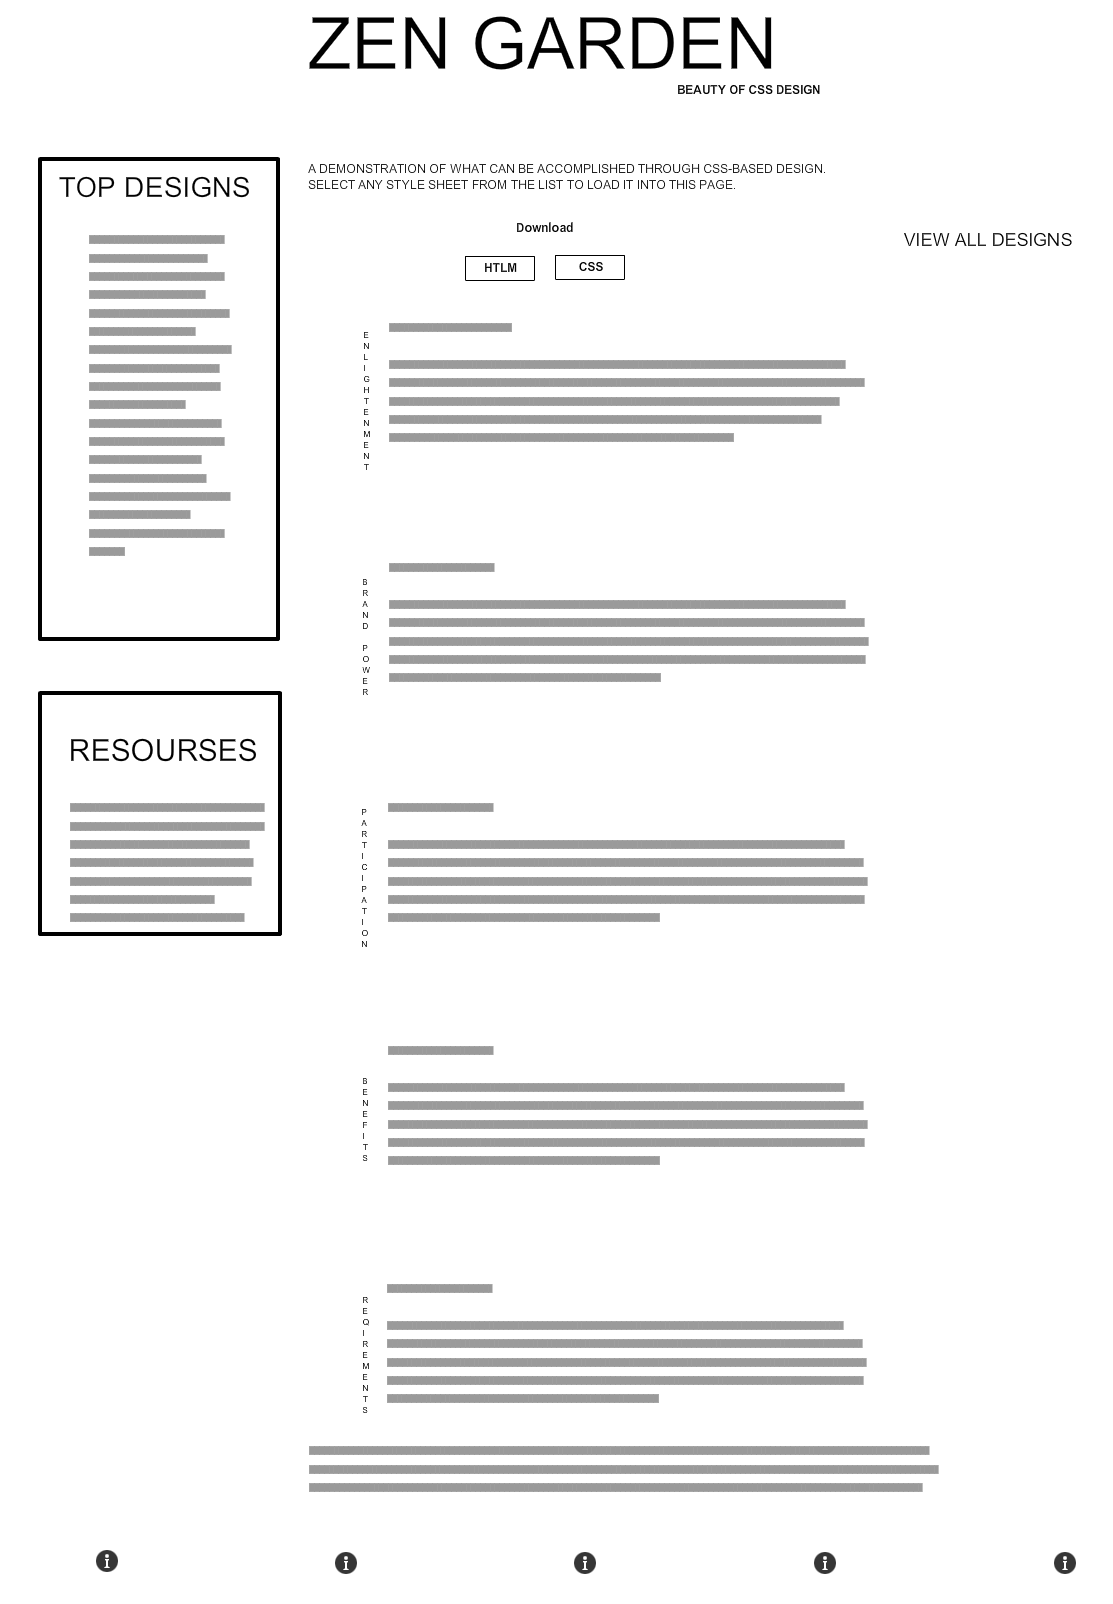 ZEN GARDEN
BEAUTY OF CSS DESIGN
TOP DESIGNS
A DEMONSTRATION OF WHAT CAN BE ACCOMPLISHED THROUGH CSS-BASED DESIGN.
SELECT ANY STYLE SHEET FROM THE LIST TO LOAD IT INTO THIS PAGE.
Download
VIEW ALL DESIGNS
HTLM
CSS
ENLIGHTENMENT
BRAND POWER
RESOURSES
PARTICIPATION
BENEFITS
REQIREMENTS